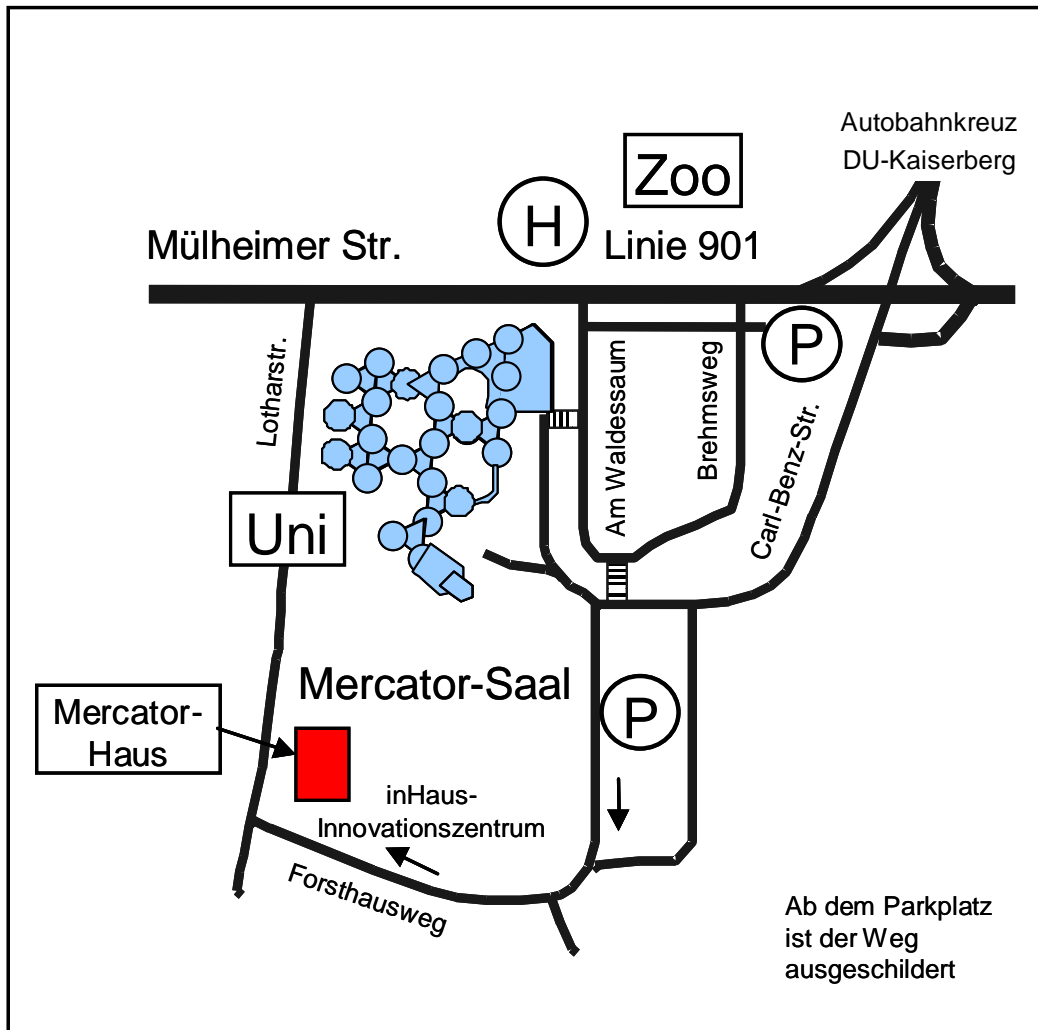 Autobahnkreuz
DU-Kaiserberg
Zoo
H
Mülheimer Str.
Linie 901
P
Lotharstr.
Am Waldessaum
Brehmsweg
Carl-Benz-Str.
Uni
Mercator-Saal
Mercator-
Haus
P
inHaus-
Innovationszentrum
Forsthausweg
Ab dem Parkplatz
ist der Weg
ausgeschildert